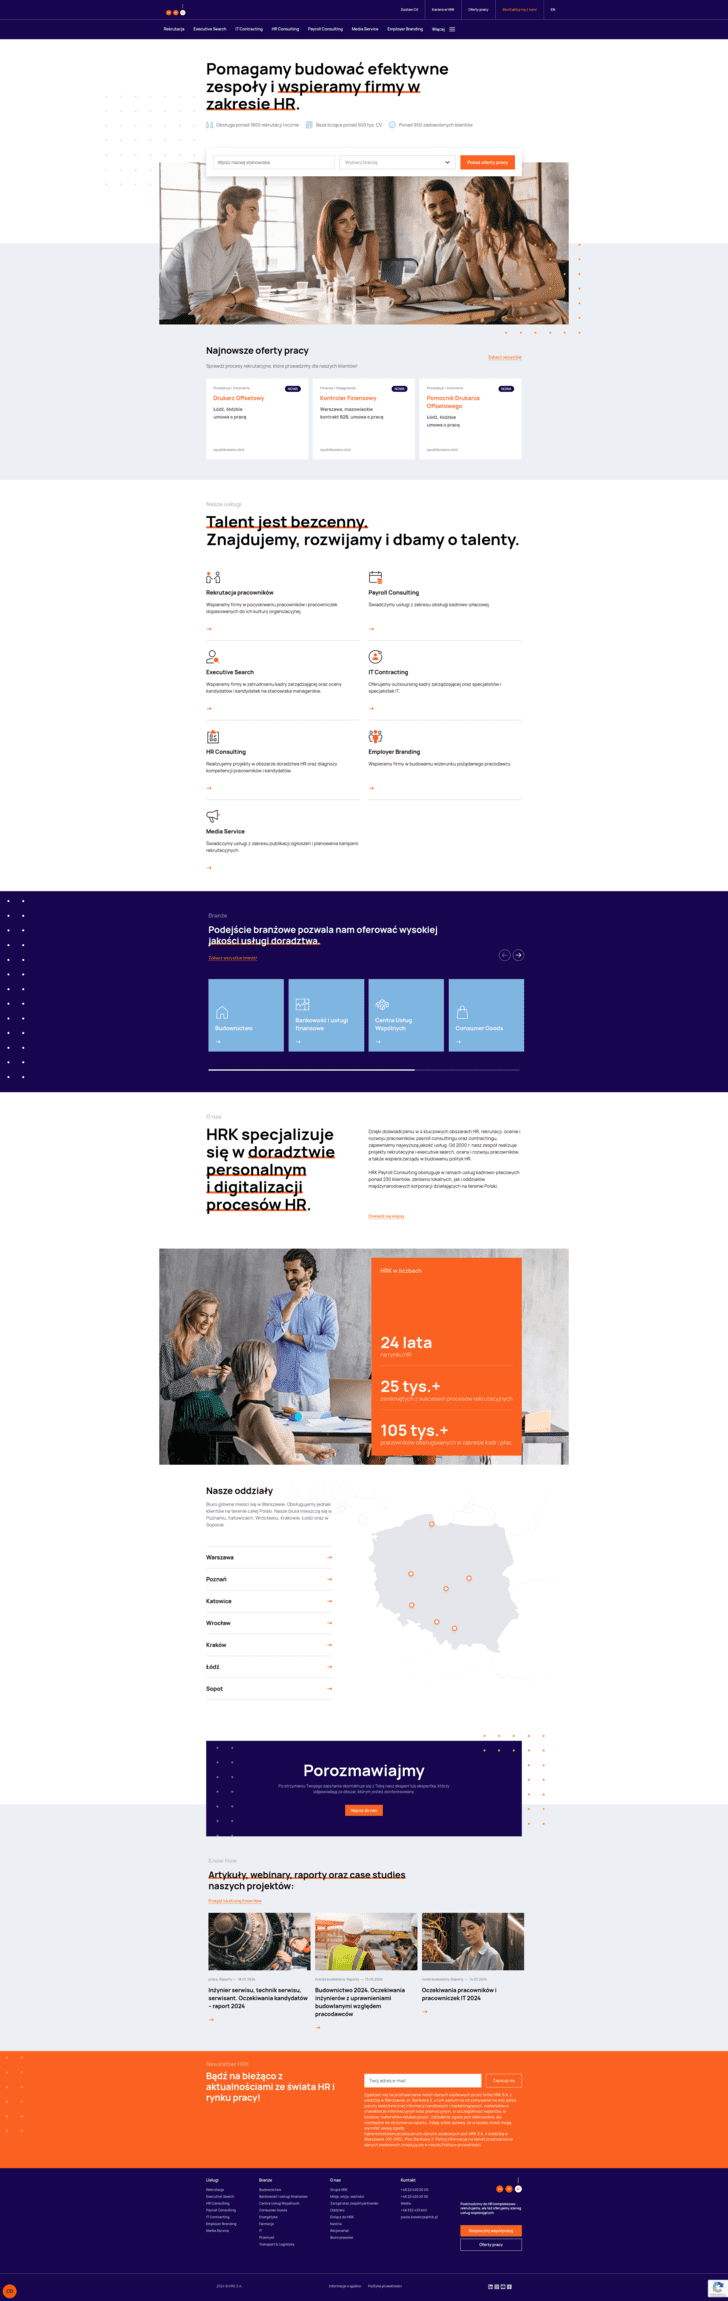 Zostaw CV
Kariera w HRK
Oferty pracy
Skontaktuj się z nami
EN
Rekrutacja
Executive Search
IT Contracting
HR Consulting
Payroll Consulting
Media Service
Employer Branding
Więcej
Pomagamy budować efektywne
zespoły i wspieramy firmy w
zakresie HR.
Obsługa ponad 1800 rekrutacji rocznie
Baza licząca ponad 500 tys. CV
Ponad 900 zadowolonych klientów
Wpisz nazwę stanowiska
Wybierz branżę
Pokaż oferty pracy
Najnowsze oferty pracy
Zobacz wszystkie
Sprawdź procesy rekrutacyjne, które prowadzimy dla naszych klientów!
Produkcja i inżynieria
NOWA
Drukarz Offsetowy
Łódź, łódzkie
umowa o pracę
Finanse i księgowość
NOWA
Kontroler Finansowy
Warszawa, mazowieckie
kontrakt B2B, umowa o pracę
Produkcja i inżynieria
NOWA
Pomocnik Drukarza
Offsetowego
Łódź, łódzkie
umowa o pracę
Nasze usługi
Talent jest bezcenny.
Znajdujemy, rozwijamy i dbamy o talenty.
Rekrutacja pracowników
Wspieramy firmy w pozyskiwaniu pracowników i pracowniczek
dopasowanych do ich kultury organizacyjnej.
Payroll Consulting
Świadczymy usługi z zakresu obsługi kadrowo-płacowej.
Executive Search
Wspieramy firmy w zatrudnianiu kadry zarządzającej oraz oceny
kandydatów i kandydatek na stanowiska menagerskie.
IT Contracting
Oferujemy outsourcing kadry zarządzającej oraz specjalistów i
specjalistek IT.
HR Consulting
Realizujemy projekty w obszarze doradztwa HR oraz diagnozy
kompetencji pracowników i kandydatów.
Employer Branding
Wspieramy firmy w budowaniu wizerunku pożądanego pracodawcy.
Media Service
Świadczymy usługi z zakresu publikacji ogłoszeń i planowania kampanii
rekrutacyjnych.
Branże
Podejście branżowe pozwala nam oferować wysokiej
jakości usługi doradztwa.
Zobacz wszystkie branże!
Budownictwo
Bankowość i usługi
finansowe
Centra Usług
Wspólnych
Consumer Goods
O nas
HRK specjalizuje
się w doradztwie
personalnym
i digitalizacji
procesów HR.
Dzięki doświadczeniu w 4 kluczowych obszarach HR, rekrutacji, ocenie i
rozwoju pracowników, payroll consultingu oraz contractingu,
zapewniamy najwyższą jakość usług. Od 2000 r. nasz zespół realizuje
projekty rekrutacyjne i executive search, oceny i rozwoju pracowników,
a także wspiera zarządy w budowaniu polityk HR.
HRK Payroll Consulting obsługuje w ramach usług kadrowo-płacowych
ponad 230 klientów, zarówno lokalnych, jak i oddziałów
międzynarodowych korporacji działających na terenie Polski.
Dowiedz się więcej
HRK w liczbach
24 lata
na rynku HR
25 tys.+
zamkniętych z sukcesem procesów rekrutacyjnych
105 tys.+
pracowników obsługiwanych w zakresie kadr i płac
Nasze oddziały
Biuro główne mieści się w Warszawie. Obsługujemy jednak
klientów na terenie całej Polski. Nasze biura mieszczą się w
Poznaniu, Katowicach, Wrocławiu, Krakowie, Łodzi oraz w
Sopocie.
Warszawa
Poznań
Katowice
Wrocław
Kraków
Łódź
Sopot
Porozmawiajmy
Po otrzymaniu Twojego zapytania skontaktuje się z Tobą nasz ekspert lub ekspertka, którzy
odpowiadają za obszar, którym jesteś zainteresowany.
Napisz do nas
Know How
Artykuły, webinary, raporty oraz case studies
naszych projektów:
Przejdź na stronę Know How
Inżynier serwisu, technik serwisu,
serwisant. Oczekiwania kandydatów
– raport 2024
Budownictwo 2024. Oczekiwania
inżynierów z uprawnieniami
budowlanymi względem
pracodawców
Oczekiwania pracowników i
pracowniczek IT 2024
Newsletter HRK
Bądź na bieżąco z
aktualnościami ze świata HR i
rynku pracy!
Twój adres e-mail
Zapisuję się
Usługi
Rekrutacja
Executive Search
HR Consulting
Payroll Consulting
IT Contracting
Employer Branding
Media Service
Branże
Budownictwo
Bankowość i usługi finansowe
Centra Usług Wspólnych
Consumer Goods
Energetyka
Farmacja
IT
Przemysł
Transport & Logistyka
O nas
Grupa HRK
Misja, wizja, wartości
Zarząd oraz zespół partnerski
Oddziały
Dołącz do HRK
Kariera
Biuro prasowe
Kontakt
Media
Rozpocznij współpracę
Oferty pracy
2024 © HRK S.A.
Informacje o spółce
Polityka prywatności